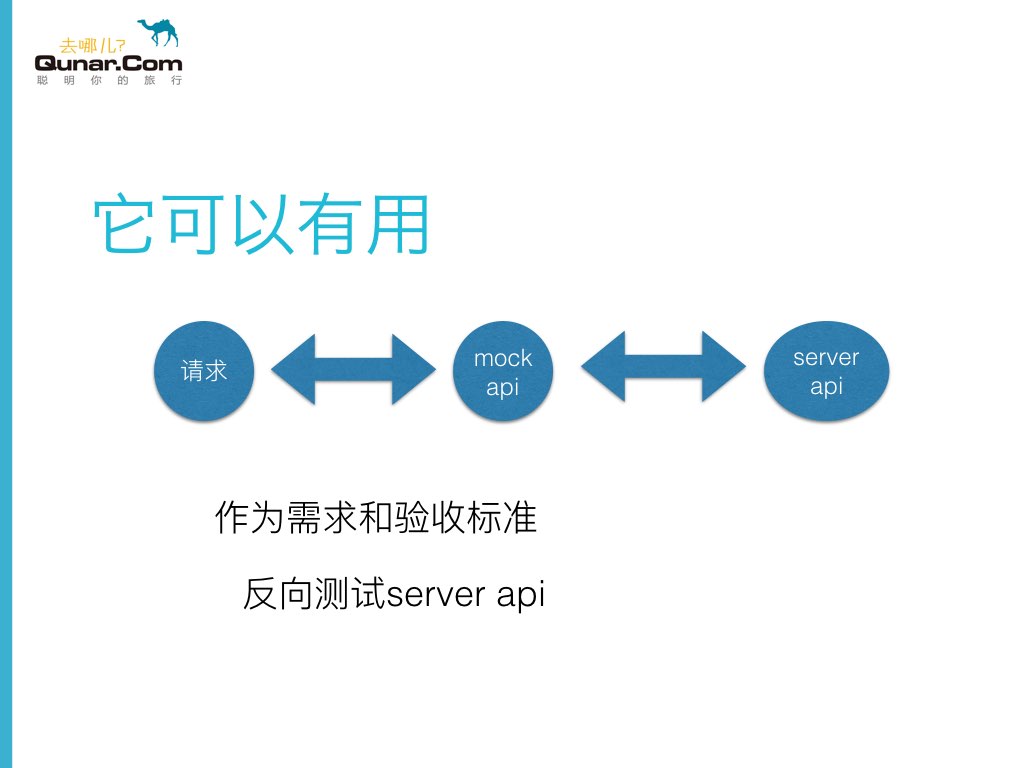 去哪儿?
Qunar.Com
聪明你的旅行
它可以有用
请求
mock
api
server
api
作为需求和验收标准
反向测试server api